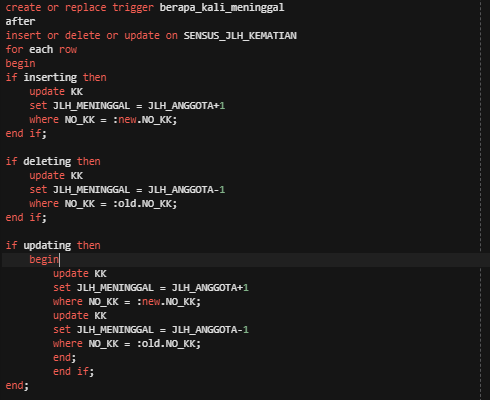 create or replace trigger berapa_kali_meninggal
after
insert or delete or update on SENSUS_JLH_KEMATIAN
for each row
begin
if inserting then
    update KK
    set JLH_MENINGGAL = JLH_ANGGOTA+1
    where NO_KK = :new.NO_KK;
end if;

if deleting then
    update KK
    set JLH_MENINGGAL = JLH_ANGGOTA-1
    where NO_KK = :old.NO_KK;
end if;

if updating then
    begin
        update KK
        set JLH_MENINGGAL = JLH_ANGGOTA+1
        where NO_KK = :new.NO_KK;
        update KK
        set JLH_MENINGGAL = JLH_ANGGOTA-1
        where NO_KK = :old.NO_KK;
        end;
        end if;
end;